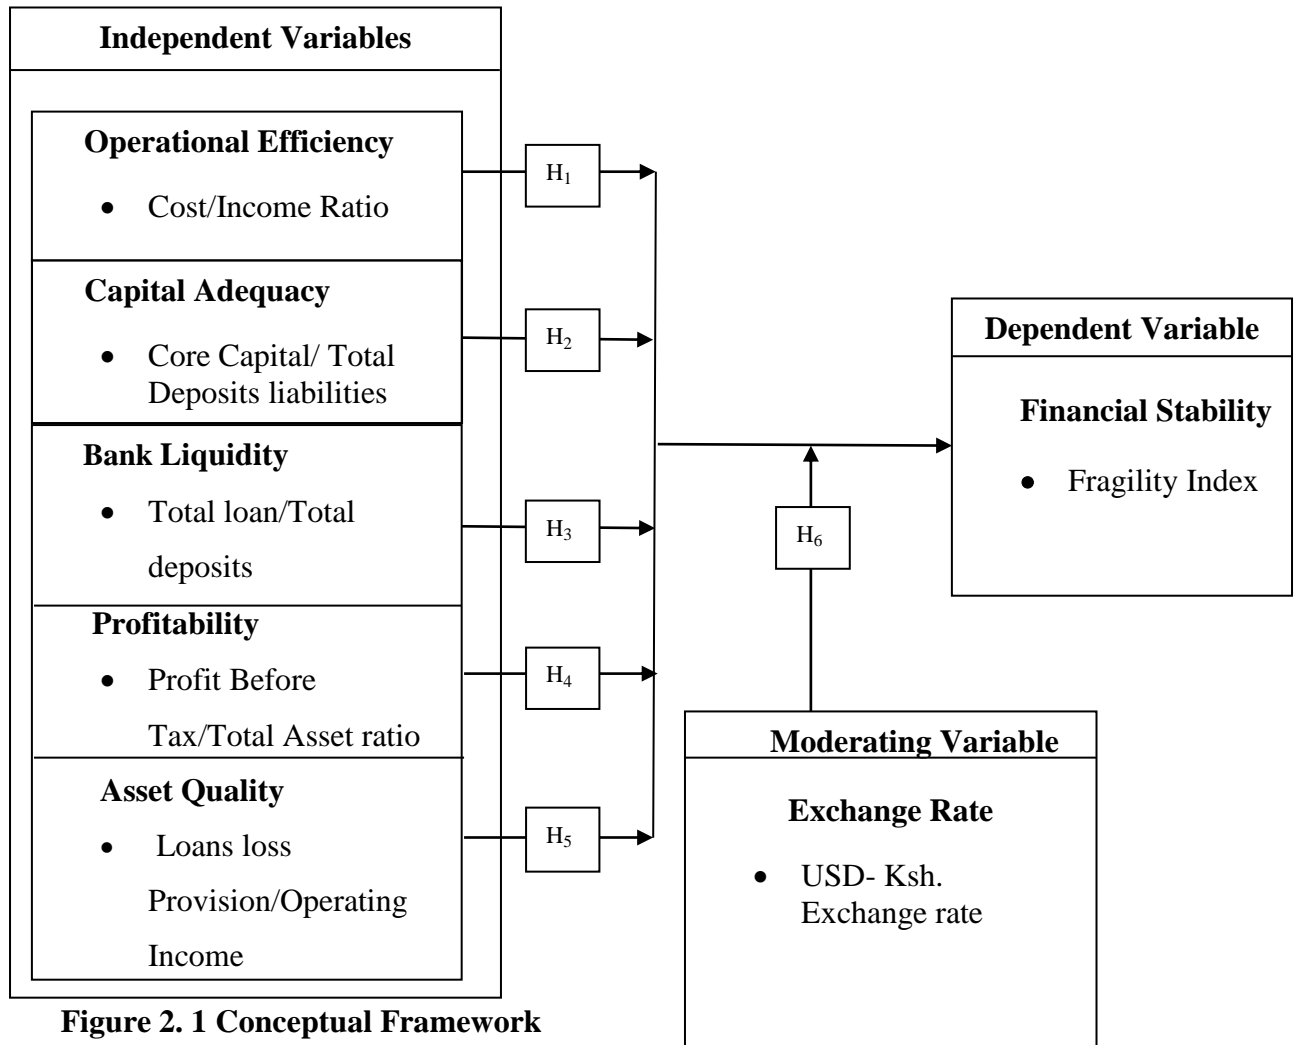 Independent Variables
Operational Efficiency
• Cost/Income Ratio
H₁
Capital Adequacy
• Core Capital/ Total
Deposits liabilities
H₂
Bank Liquidity
• Total loan/Total
deposits
H₃
Profitability
• Profit Before
Tax/Total Asset ratio
H₄
Asset Quality
• Loans loss
Provision/Operating
Income
H₅
Dependent Variable
Financial Stability
• Fragility Index
H₆
Moderating Variable
Exchange Rate
• USD- Ksh.
Exchange rate
Figure 2. 1 Conceptual Framework